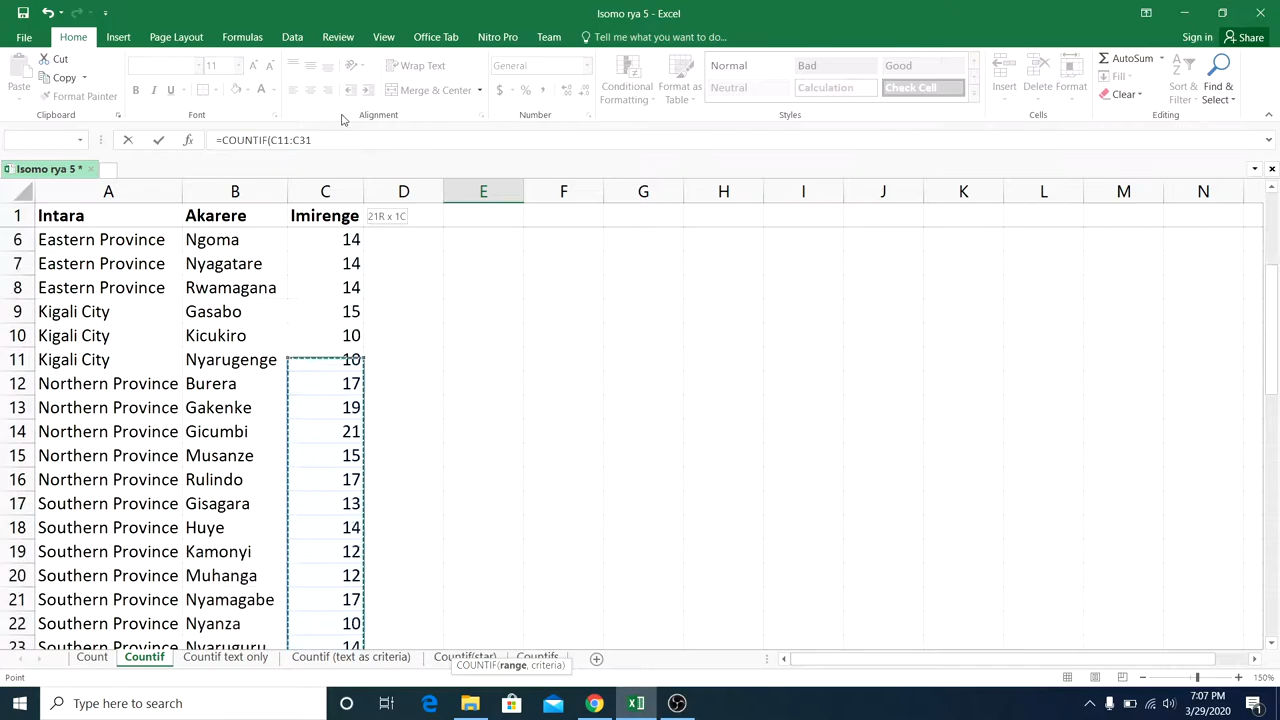 Isomo rya 5 - Excel
File Home Insert Page Layout Formulas Data Review View Office Tab Nitro Pro Team Tell me what you want to do... Sign in Share
Cut
Copy
Format Painter
Paste
Clipboard
11
Font
Wrap Text
Merge & Center
Alignment
General
Number
Conditional Formatting
Format as Table
Normal Bad Good
Neutral Calculation Check Cell
Styles
Insert Delete Format
Cells
AutoSum
Fill
Clear
Sort & Filter
Find & Select
Editing
=COUNTIF(C11:C31
Isomo rya 5 *
A B C D E F G H I J K L M N
1 Intara Akarere Imirenge 21R x 1C
6 Eastern Province Ngoma 14
7 Eastern Province Nyagatare 14
8 Eastern Province Rwamagana 14
9 Kigali City Gasabo 15
10 Kigali City Kicukiro 10
11 Kigali City Nyarugenge 10
12 Northern Province Burera 17
13 Northern Province Gakenke 19
14 Northern Province Gicumbi 21
15 Northern Province Musanze 15
16 Northern Province Rulindo 17
17 Southern Province Gisagara 13
18 Southern Province Huye 14
19 Southern Province Kamonyi 12
20 Southern Province Muhanga 12
21 Southern Province Nyamagabe 17
22 Southern Province Nyanza 10
23 Southern Province Nyaruguru 14
Count Countif Countif text only Countif (text as criteria) Countif(star) Countifs
COUNTIF(range, criteria)
Point 150%
Type here to search
7:07 PM
3/29/2020